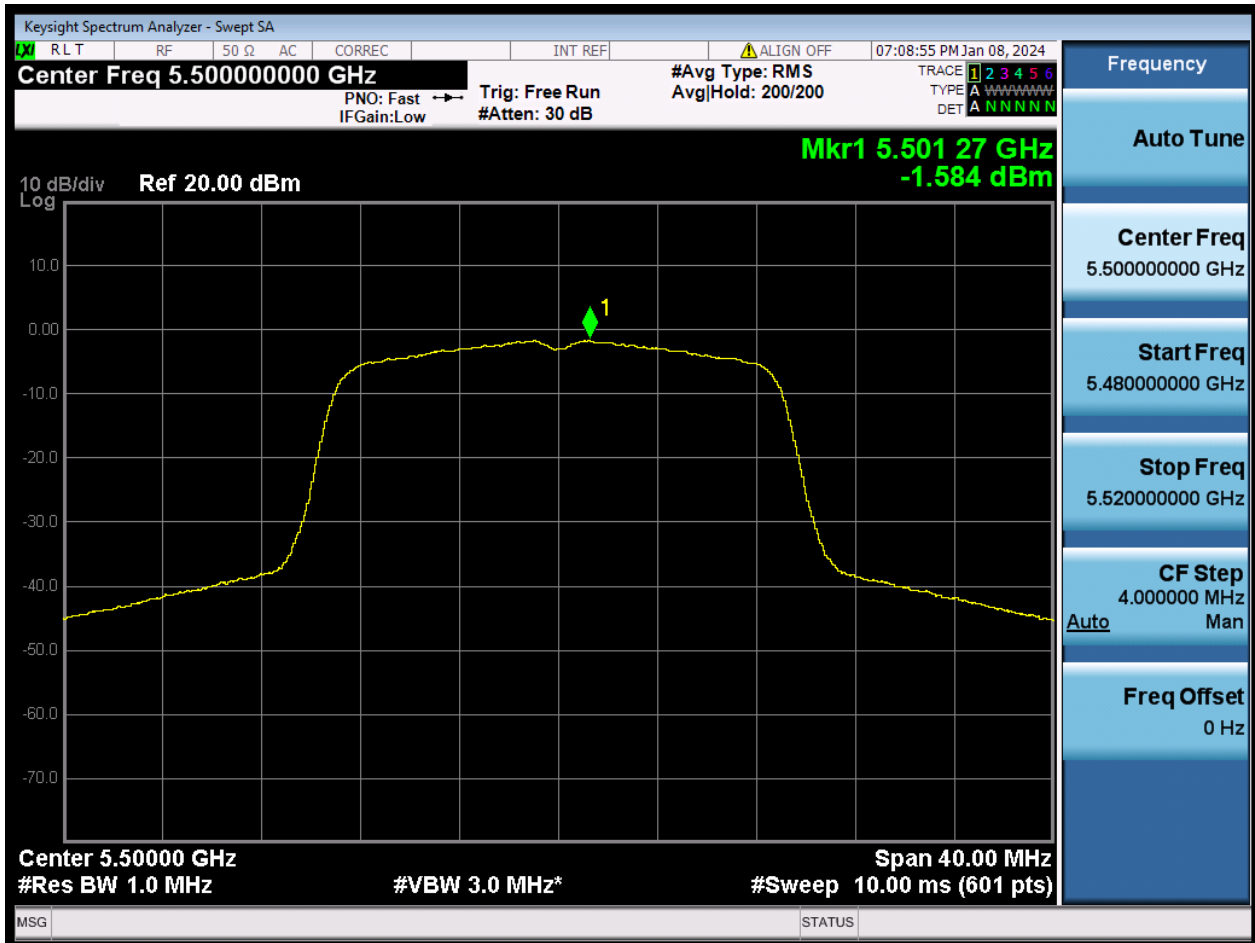 Keysight Spectrum Analyzer - Swept SA
LXI RLT RF 50 Ω AC CORREC INT REF ALIGN OFF 07:08:55 PM Jan 08, 2024
Center Freq 5.500000000 GHz
PNO: Fast
IFGain:Low
Trig: Free Run
#Atten: 30 dB
#Avg Type: RMS
Avg|Hold: 200/200
TRACE 1 2 3 4 5 6
TYPE A WWWWW
DET A N N N N N
Mkr1 5.501 27 GHz
-1.584 dBm
10 dB/div Ref 20.00 dBm
Log
10.0
1
0.00
-10.0
-20.0
-30.0
-40.0
-50.0
-60.0
-70.0
Center 5.50000 GHz Span 40.00 MHz
#Res BW 1.0 MHz #VBW 3.0 MHz* #Sweep 10.00 ms (601 pts)
MSG STATUS
Frequency
Auto Tune
Center Freq
5.500000000 GHz
Start Freq
5.480000000 GHz
Stop Freq
5.520000000 GHz
CF Step
4.000000 MHz
Auto Man
Freq Offset
0 Hz